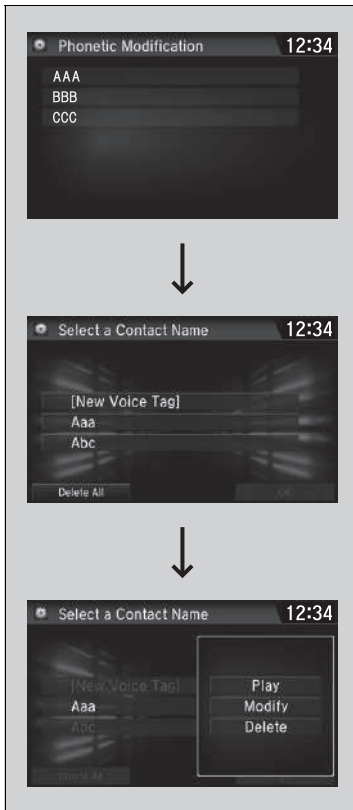 Phonetic Modification 12:34
AAA
BBB
CCC
Select a Contact Name 12:34
[New Voice Tag]
Aaa
Abc
Delete All OK
Select a Contact Name 12:34
[New Voice Tag] Play
Aaa Modify
Abc Delete
Delete All